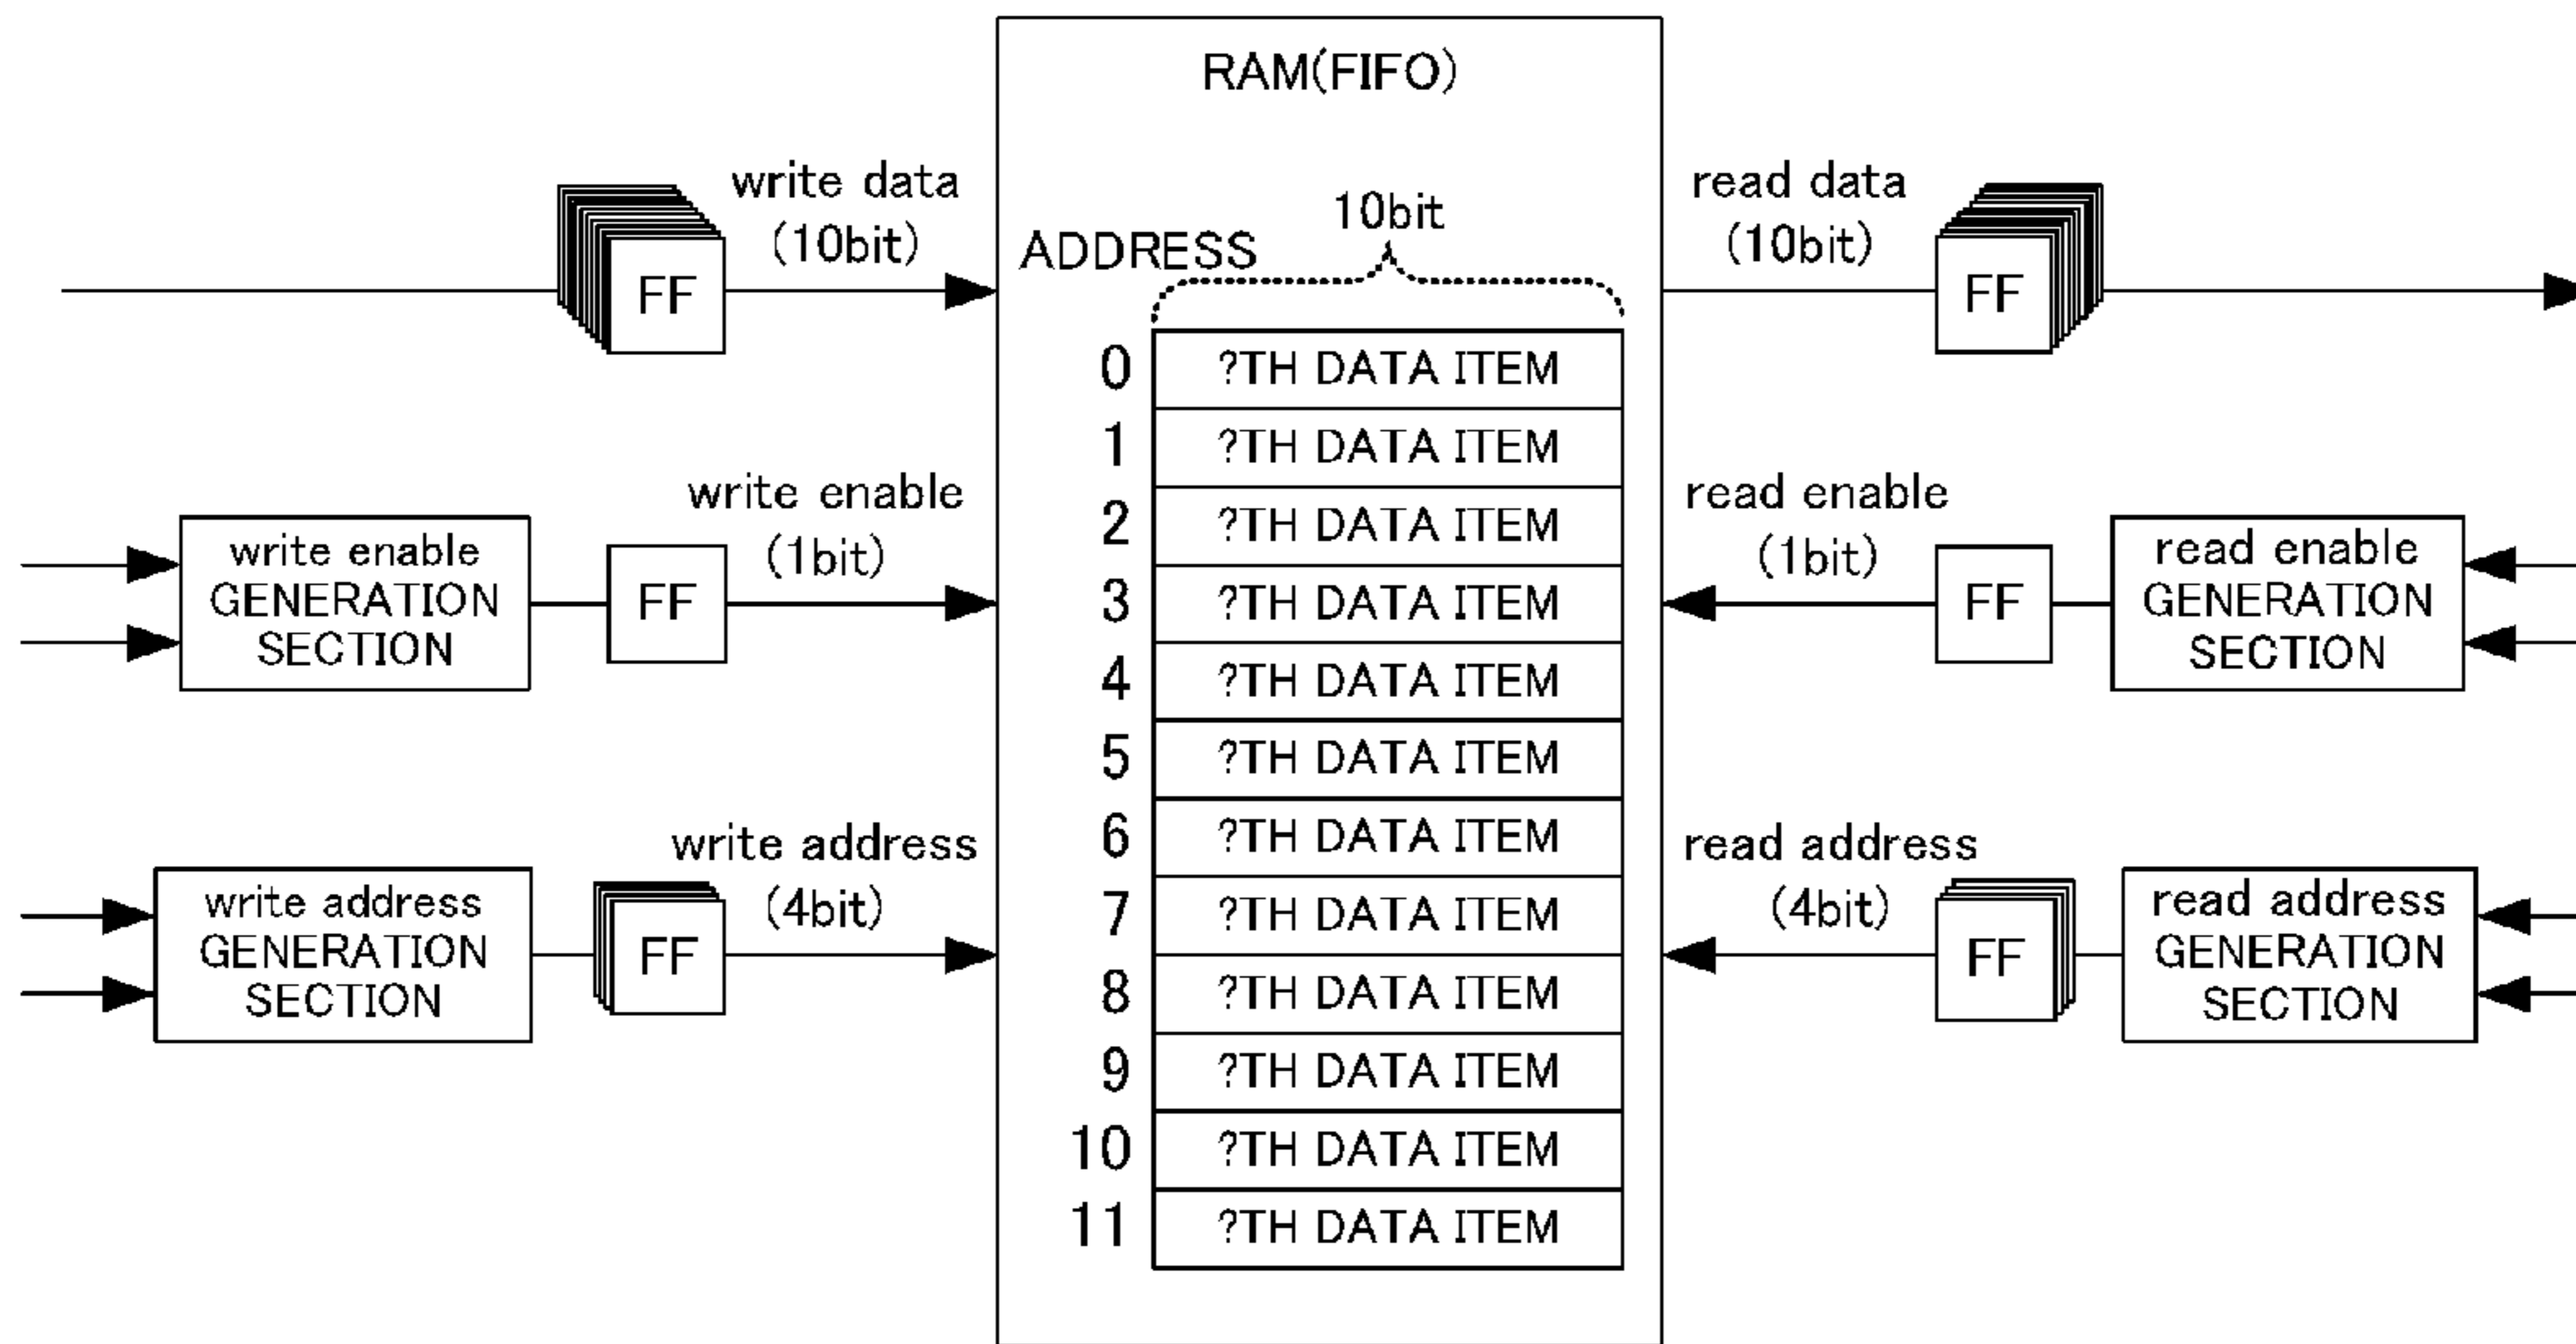 RAM(FIFO)
write data
(10bit)
FF
ADDRESS
10bit
read data
(10bit)
FF
0 ?TH DATA ITEM
1 ?TH DATA ITEM
2 ?TH DATA ITEM
3 ?TH DATA ITEM
4 ?TH DATA ITEM
5 ?TH DATA ITEM
6 ?TH DATA ITEM
7 ?TH DATA ITEM
8 ?TH DATA ITEM
9 ?TH DATA ITEM
10 ?TH DATA ITEM
11 ?TH DATA ITEM
write enable
GENERATION
SECTION
FF
write enable
(1bit)
read enable
(1bit)
FF
read enable
GENERATION
SECTION
write address
GENERATION
SECTION
FF
write address
(4bit)
read address
(4bit)
FF
read address
GENERATION
SECTION